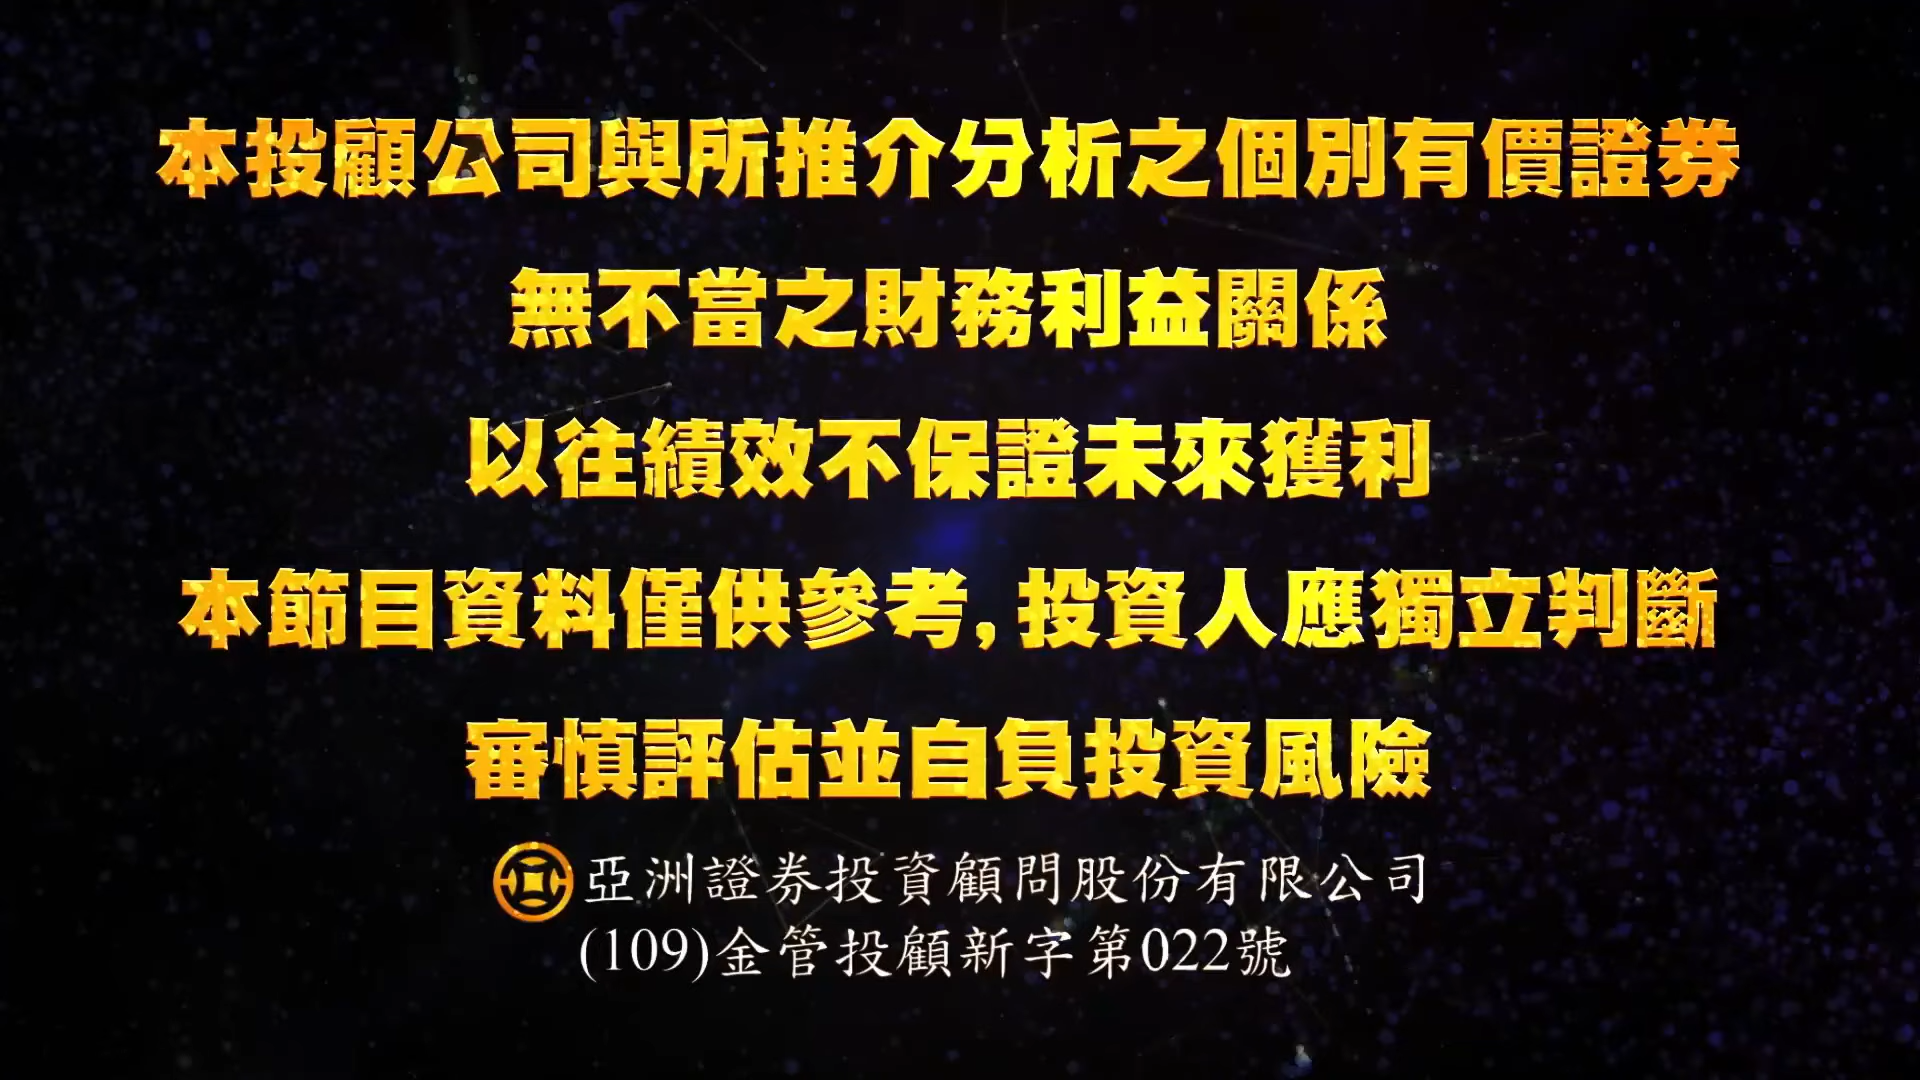 本投顧公司與所推介分析之個別有價證券
無不當之財務利益關係
以往績效不保證未來獲利
本節目資料僅供參考,投資人應獨立判斷
審慎評估並自負投資風險
亞洲證券投資顧問股份有限公司
(109)金管投顧新字第022號